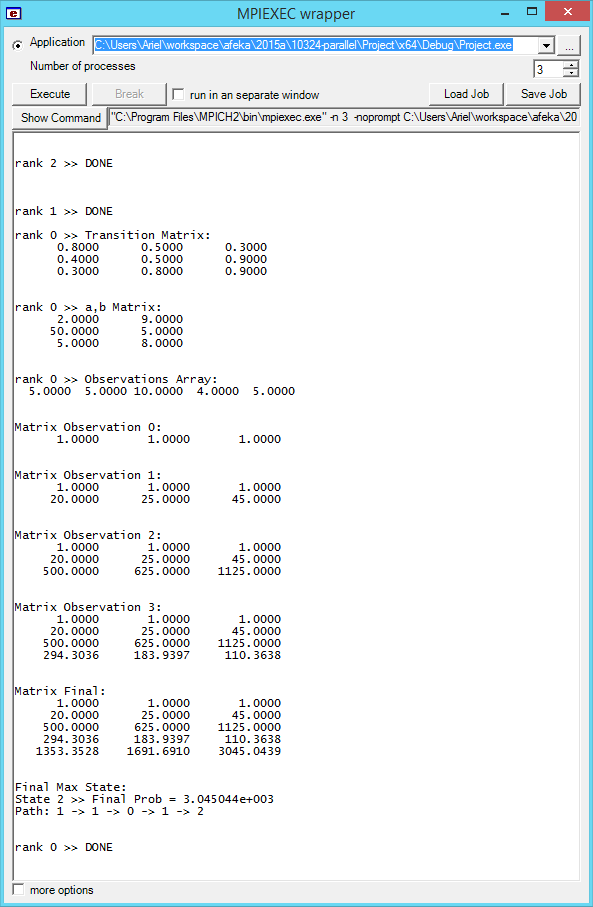 MPIEXEC wrapper
Application C:\Users\Ariel\workspace\afeka\2015a\10324-parallel\Project\x64\Debug\Project.exe ...
Number of processes 3
Execute Break run in an separate window Load Job Save Job
Show Command "C:\Program Files\MPICH2\bin\mpiexec.exe" -n 3 -noprompt C:\Users\Ariel\workspace\afeka\20
rank 2 >> DONE
rank 1 >> DONE
rank 0 >> Transition Matrix:
0.8000 0.5000 0.3000
0.4000 0.5000 0.9000
0.3000 0.8000 0.9000
rank 0 >> a,b Matrix:
2.0000 9.0000
50.0000 5.0000
5.0000 8.0000
rank 0 >> Observations Array:
5.0000 5.0000 10.0000 4.0000 5.0000
Matrix Observation 0:
1.0000 1.0000 1.0000
Matrix Observation 1:
1.0000 1.0000 1.0000
20.0000 25.0000 45.0000
Matrix Observation 2:
1.0000 1.0000 1.0000
20.0000 25.0000 45.0000
500.0000 625.0000 1125.0000
Matrix Observation 3:
1.0000 1.0000 1.0000
20.0000 25.0000 45.0000
500.0000 625.0000 1125.0000
294.3036 183.9397 110.3638
Matrix Final:
1.0000 1.0000 1.0000
20.0000 25.0000 45.0000
500.0000 625.0000 1125.0000
294.3036 183.9397 110.3638
1353.3528 1691.6910 3045.0439
Final Max State:
State 2 >> Final Prob = 3.045044e+003
Path: 1 -> 1 -> 0 -> 1 -> 2
rank 0 >> DONE
more options